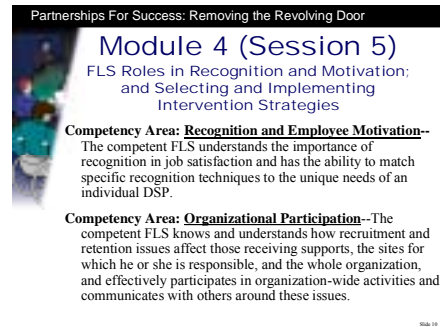 Partnerships For Success: Removing the Revolving Door
Module 4 (Session 5)
FLS Roles in Recognition and Motivation;
and Selecting and Implementing
Intervention Strategies
Competency Area: Recognition and Employee Motivation--
The competent FLS understands the importance of
recognition in job satisfaction and has the ability to match
specific recognition techniques to the unique needs of an
individual DSP.
Competency Area: Organizational Participation--The
competent FLS knows and understands how recruitment and
retention issues affect those receiving supports, the sites for
which he or she is responsible, and the whole organization,
and effectively participates in organization-wide activities and
communicates with others around these issues.
Slide 10